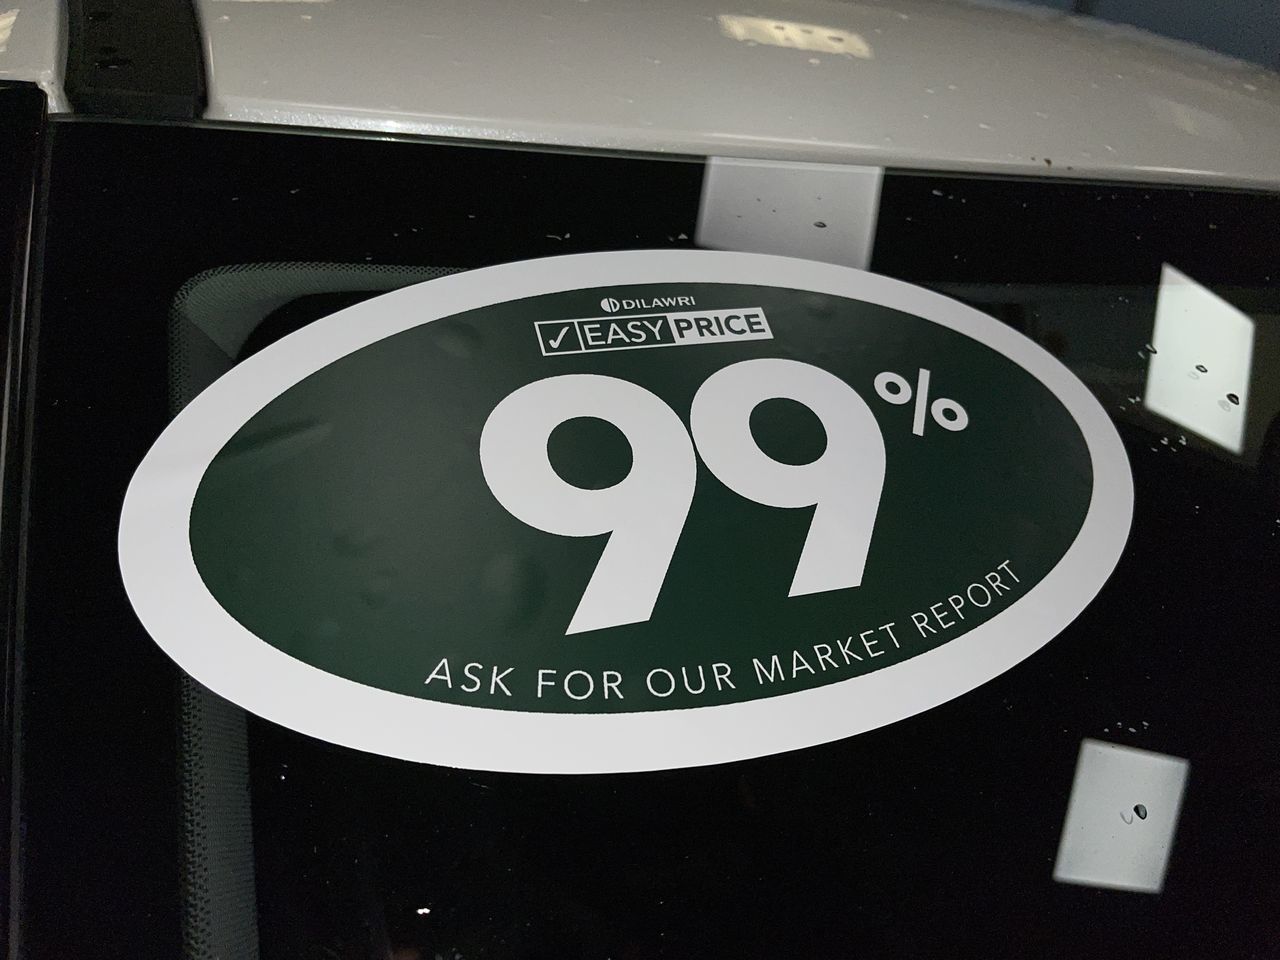 DILAWRI
✓ EASY PRICE
99%
ASK FOR OUR MARKET REPORT